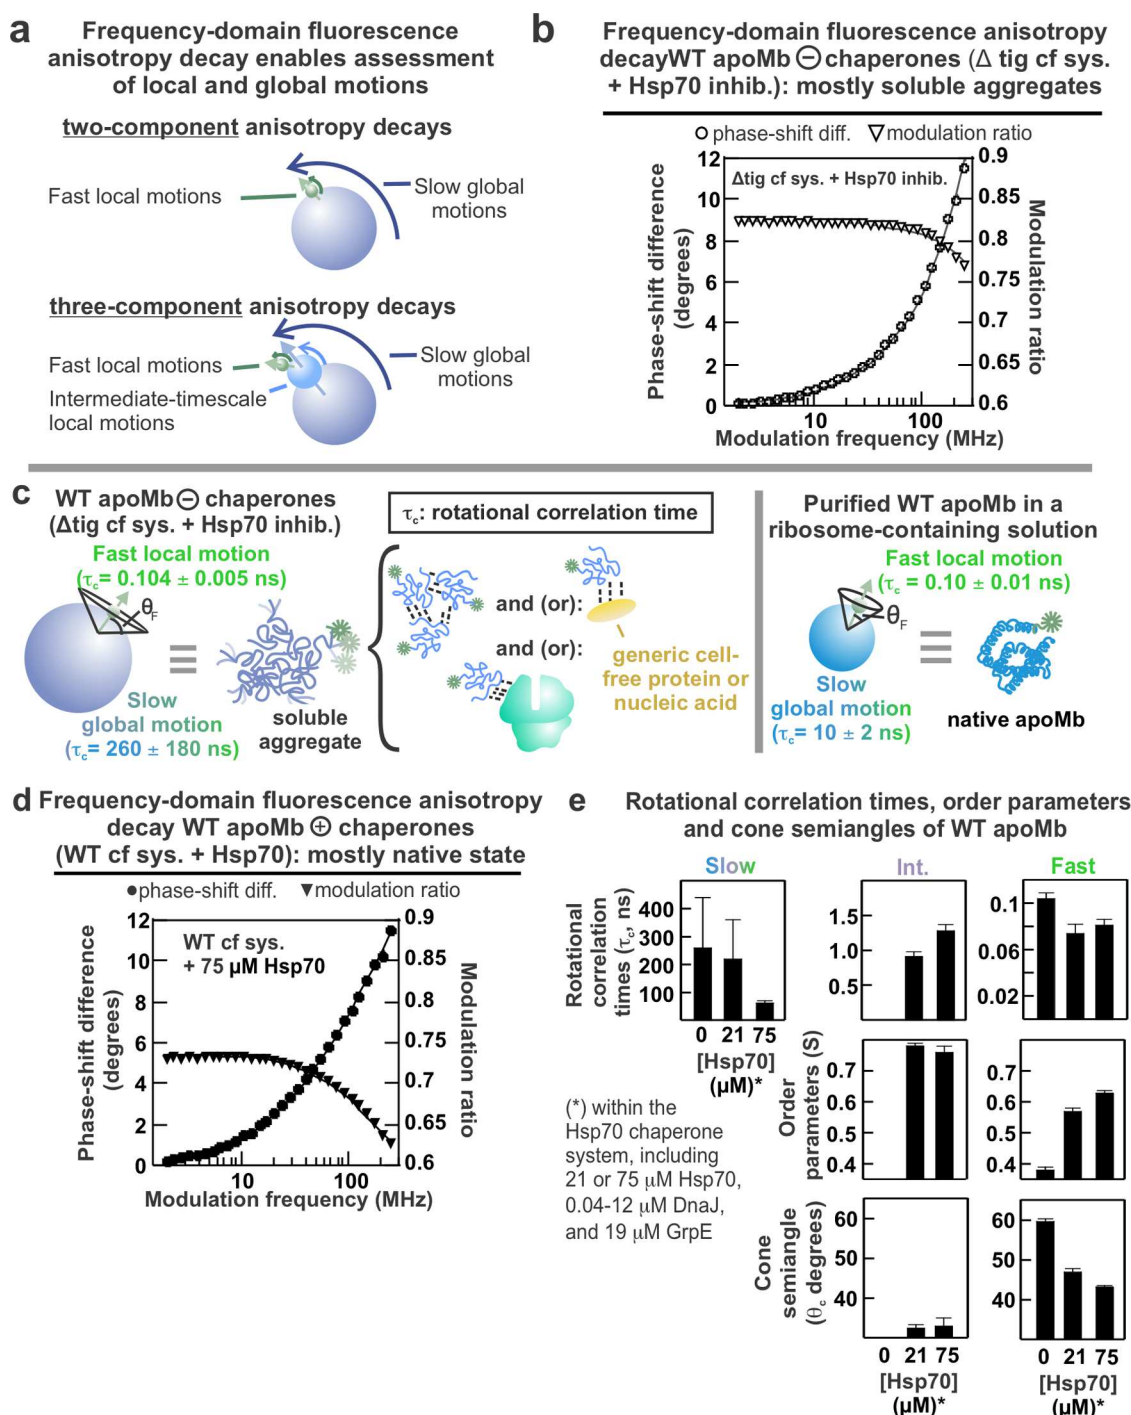 a
Frequency-domain fluorescence
anisotropy decay enables assessment
of local and global motions
two-component anisotropy decays
Fast local motions
Slow global
motions
three-component anisotropy decays
Fast local motions
Slow global
motions
Intermediate-timescale
local motions
b
Frequency-domain fluorescence anisotropy
decayWT apoMb ⊖ chaperones (Δ tig cf sys.
+ Hsp70 inhib.): mostly soluble aggregates
phase-shift diff. modulation ratio
Δtig cf sys. + Hsp70 inhib.
Phase-shift difference
(degrees)
12
10
8
6
4
2
0
0.9
0.85
0.8
0.75
0.7
0.65
0.6
Modulation ratio
10 100
Modulation frequency (MHz)
c
WT apoMb ⊖ chaperones
(Δtig cf sys. + Hsp70 inhib.)
Fast local motion
(τc= 0.104 ± 0.005 ns)
θF
Slow
global motion
(τc= 260 ± 180 ns)
soluble
aggregate
τc: rotational correlation time
and (or):
and (or):
generic cell-
free protein or
nucleic acid
Purified WT apoMb in a
ribosome-containing solution
Fast local motion
(τc = 0.10 ± 0.01 ns)
θF
Slow
global motion
(τc= 10 ± 2 ns)
native apoMb
d
Frequency-domain fluorescence anisotropy
decay WT apoMb ⊕ chaperones
(WT cf sys. + Hsp70): mostly native state
phase-shift diff. modulation ratio
WT cf sys.
+ 75 µM Hsp70
Phase-shift difference
(degrees)
12
10
8
6
4
2
0
0.9
0.85
0.8
0.75
0.7
0.65
0.6
Modulation ratio
10 100
Modulation frequency (MHz)
e
Rotational correlation times, order parameters
and cone semiangles of WT apoMb
Slow Int. Fast
Rotational
correlation
times (τc, ns)
400
300
200
100
0 21 75
[Hsp70]
(µM)*
1.5
1.0
0.5
0.1
0.06
0.02
(*) within the
Hsp70 chaperone
system, including
21 or 75 µM Hsp70,
0.04-12 µM DnaJ,
and 19 µM GrpE
Order
parameters (S)
0.7
0.6
0.5
0.4
0.7
0.6
0.5
0.4
Cone
semiangle
(θc degrees)
60
50
40
60
50
40
0 21 75
[Hsp70]
(µM)*
0 21 75
[Hsp70]
(µM)*